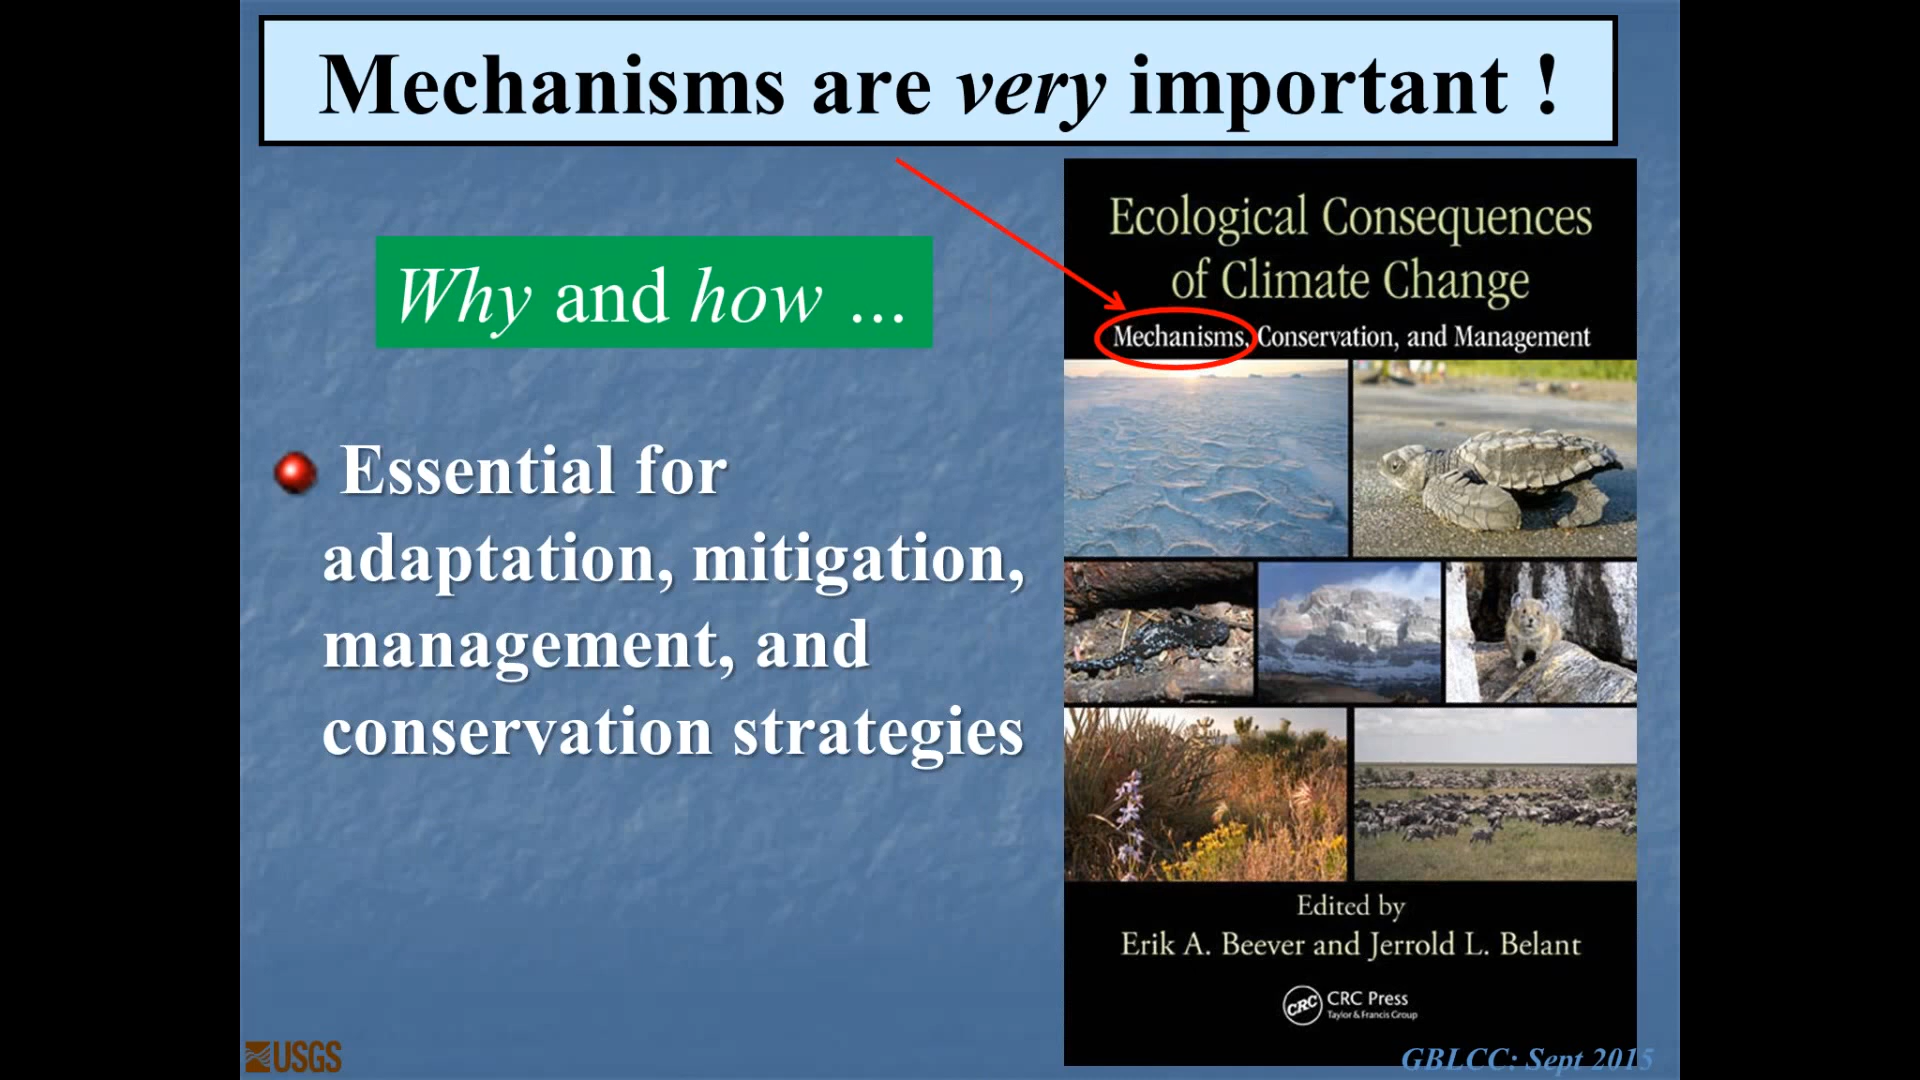 Mechanisms are very important !
Why and how ...
Essential for
adaptation, mitigation,
management, and
conservation strategies
Ecological Consequences
of Climate Change
Mechanisms, Conservation, and Management
Edited by
Erik A. Beever and Jerrold L. Belant
CRC
CRC Press
Taylor & Francis Group
USGS
GBLCC: Sept 2015